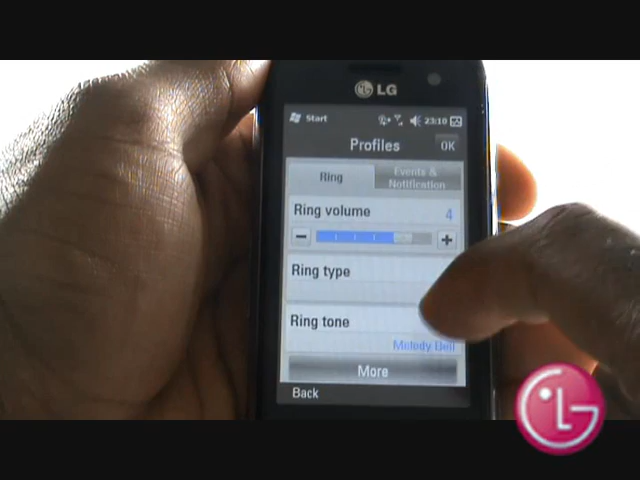 LG
Start 23:10
Profiles OK
Ring Events & Notification
Ring volume 4
Ring type
Ring tone
Melody Bell
More
Back
LG